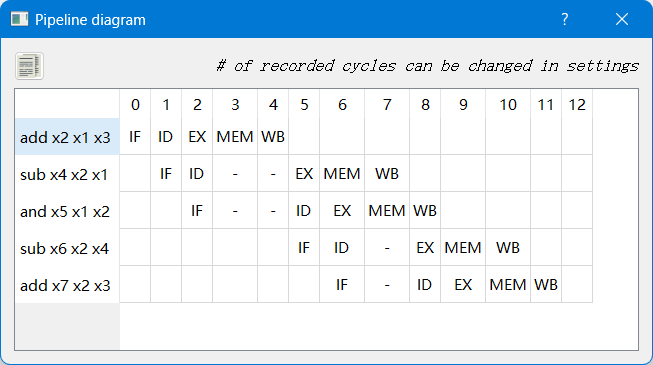 Pipeline diagram
# of recorded cycles can be changed in settings
0 1 2 3 4 5 6 7 8 9 10 11 12
add x2 x1 x3 IF ID EX MEM WB
sub x4 x2 x1 IF ID - - EX MEM WB
and x5 x1 x2 IF - - ID EX MEM WB
sub x6 x2 x4 IF ID - EX MEM WB
add x7 x2 x3 IF - ID EX MEM WB